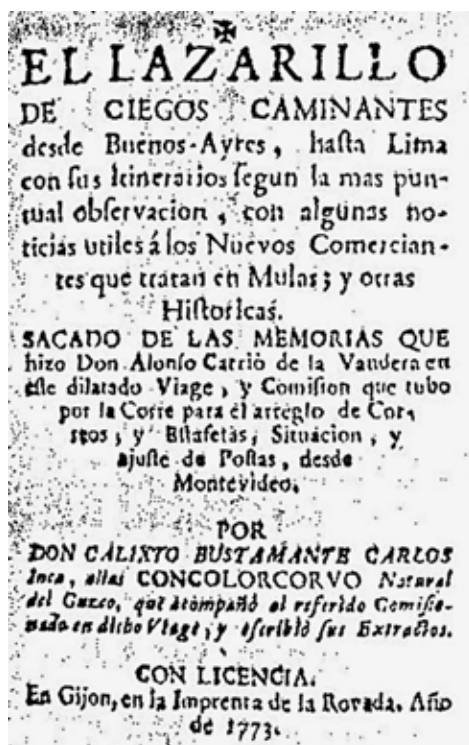 EL LAZARILLO
DE CIEGOS CAMINANTES
desde Buenos-Ayres, haſta Lima
con ſus Itinerarios ſegun la mas pun-
tual obſervacion, con algunas no-
ticias utiles á los Nuevos Comercian-
tes que tratan en Mulas; y otras
Hiſtoricas.
SACADO DE LAS MEMORIAS QUE
hizo Don Alonſo Carriò de la Vandera en
eſte dilatado Viage, y Comiſion que tubo
por la Corte para el arreglo de Cor-
reos, y Eſtafetas, Situacion, y
ajuſte de Poſtas, desde
Montevideo.
POR
DON CALIXTO BUSTAMANTE CARLOS
Inca, alias CONCOLORCORVO Natural
del Cuzco, que acompañó al referido Comiſio-
nado en dicho Viage, y eſcribiò ſus Extractos.
CON LICENCIA.
En Gijon, en la Imprenta de la Rovada. Año
de 1773.